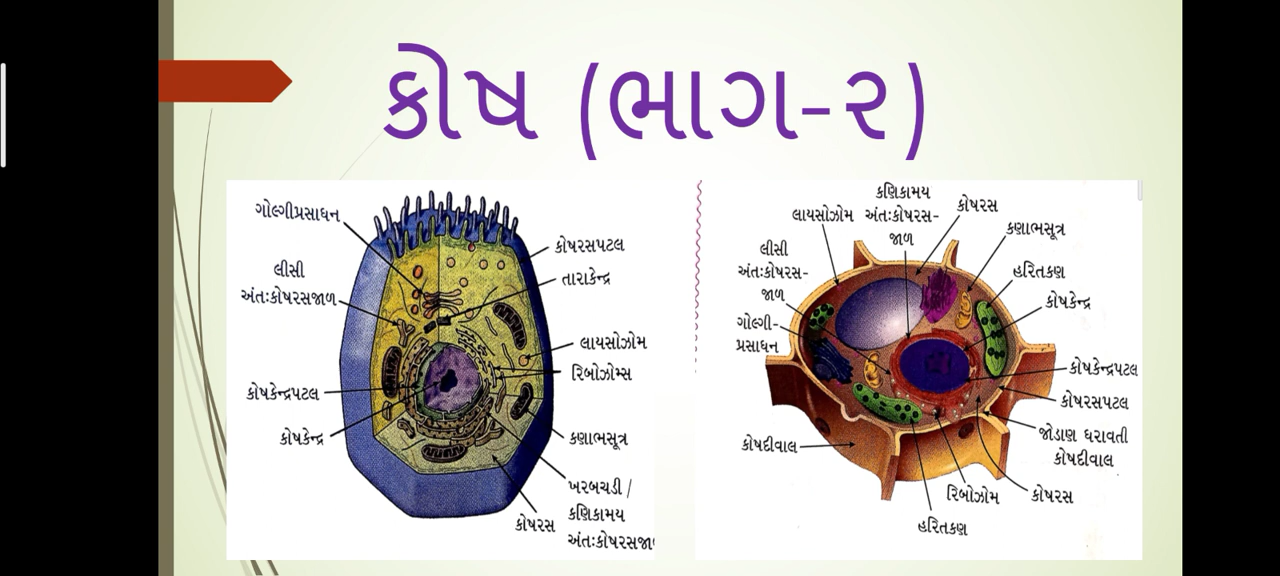 કોષ (ભાગ-૨)
ગોલ્ગીપ્રસાધન
લીસી
અંતઃકોષરસજાળ
કોષકેન્દ્રપટલ
કોષકેન્દ્ર
કોષરસપટલ
તારાકેન્દ્ર
લાયસોઝોમ
રિબોઝોમ્સ
કણાભસૂત્ર
ખરબચડી /
કણિકામય
અંતઃકોષરસજા
કોષરસ
કણિકામય
અંતઃકોષરસ-
જાળ
લાયસોઝોમ
લીસી
અંતઃકોષરસ-
જાળ
ગોલ્ગી-
પ્રસાધન
કોષદીવાલ
કોષરસ
કણાભસૂત્ર
હરિતકણ
કોષકેન્દ્ર
કોષકેન્દ્રપટલ
કોષરસપટલ
જોડાણ ધરાવતી
કોષદીવાલ
કોષરસ
રિબોઝોમ
હરિતકણ